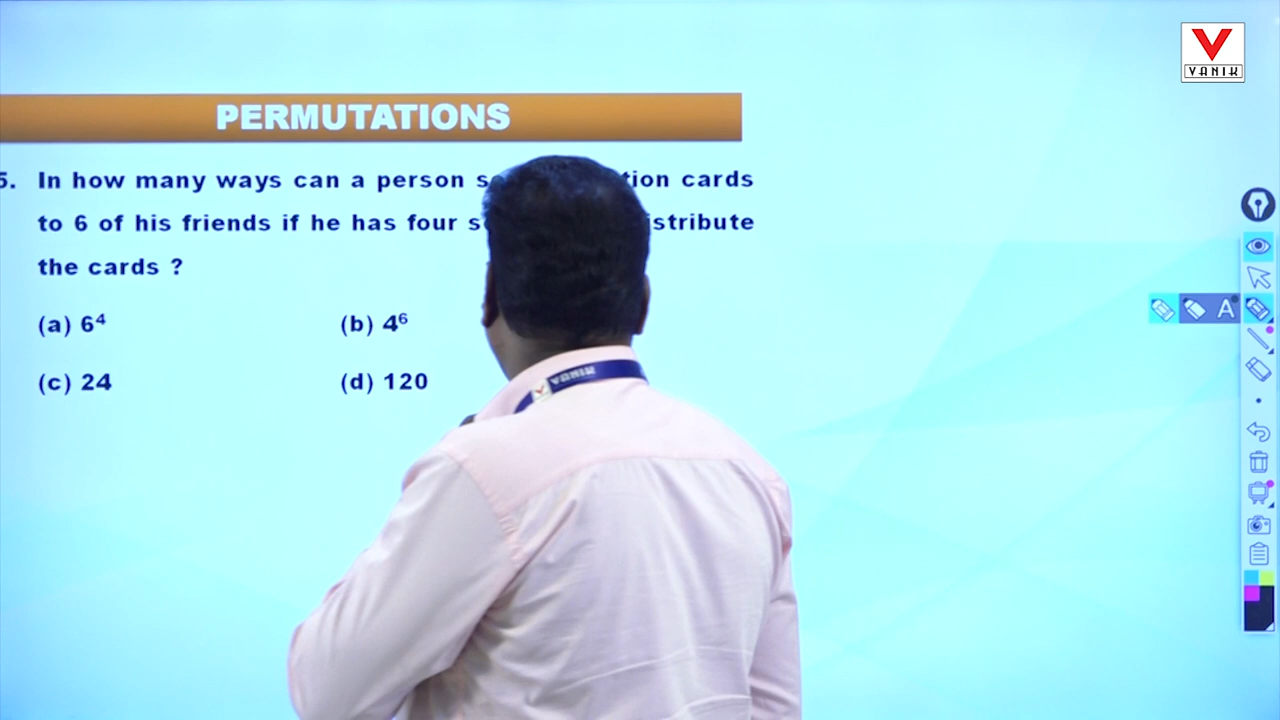 VANIK
PERMUTATIONS
5. In how many ways can a person tion cards
to 6 of his friends if he has four istribute
the cards ?
(a) 6⁴ (b) 4⁶
(c) 24 (d) 120
VANIK
A